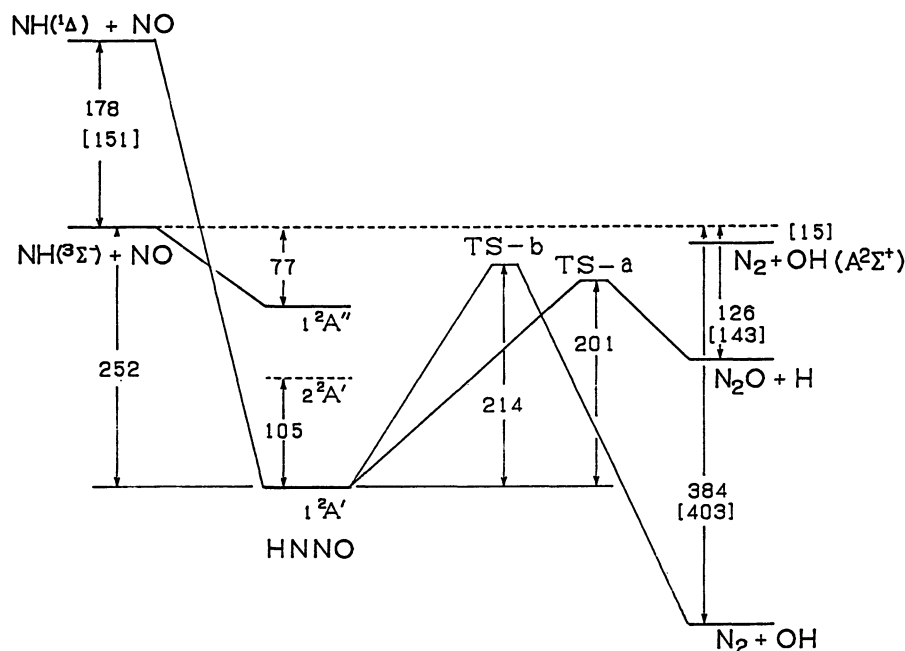 NH(¹Δ) + NO
178
[151]
NH(³Σ⁻) + NO
252
77
1²A''
2²A'
105
1²A'
HNNO
TS-b
TS-a
214
201
[15]
N₂+OH (A²Σ⁺)
126
[143]
N₂O + H
384
[403]
N₂ + OH